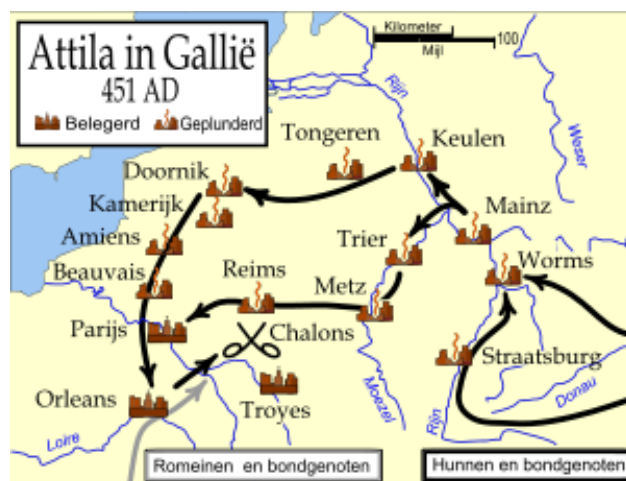 Attila in Gallië
451 AD
Belegerd Geplunderd
Kilometer
100
Mijl
Rijn
Weser
Tongeren
Keulen
Doornik
Kamerijk
Mainz
Amiens
Trier
Worms
Beauvais
Reims
Metz
Parijs
Chalons
Straatsburg
Orleans
Troyes
Moezel
Donau
Rijn
Loire
Romeinen en bondgenoten
Hunnen en bondgenoten